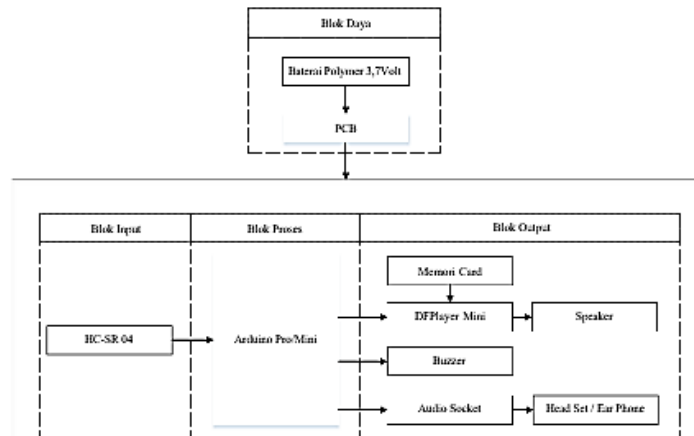 Blok Daya
Baterai Polymer 3,7Volt
PCB
Blok Input
Blok Proses
Blok Output
Memori Card
HC-SR 04
Arduino Pro/Mini
DFPlayer Mini
Speaker
Buzzer
Audio Socket
Head Set / Ear Phone